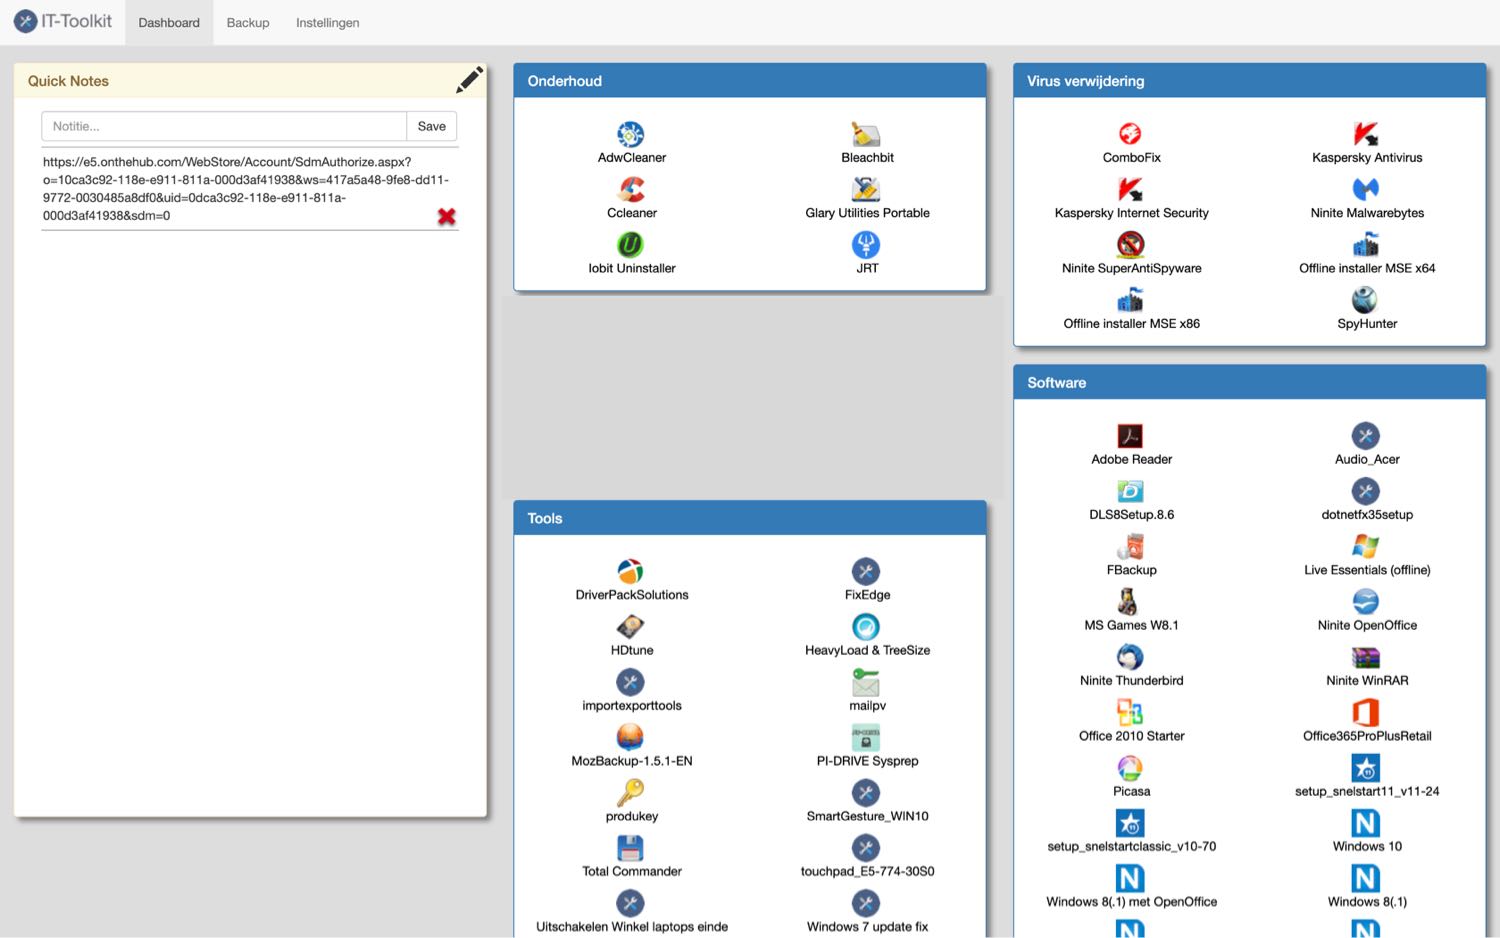 IT-Toolkit
Dashboard
Backup
Instellingen
Quick Notes
Notitie...
Save
https://e5.onthehub.com/WebStore/Account/SdmAuthorize.aspx?
o=10ca3c92-118e-e911-811a-000d3af41938&ws=417a5a48-9fe8-dd11-
9772-0030485a8df0&uid=0dca3c92-118e-e911-811a-
000d3af41938&sdm=0
Onderhoud
AdwCleaner
Bleachbit
Ccleaner
Glary Utilities Portable
Iobit Uninstaller
JRT
Tools
DriverPackSolutions
FixEdge
HDtune
HeavyLoad & TreeSize
importexporttools
mailpv
MozBackup-1.5.1-EN
PI-DRIVE Sysprep
produkey
SmartGesture_WIN10
Total Commander
touchpad_E5-774-30S0
Uitschakelen Winkel laptops einde
Windows 7 update fix
Virus verwijdering
ComboFix
Kaspersky Antivirus
Kaspersky Internet Security
Ninite Malwarebytes
Ninite SuperAntiSpyware
Offline installer MSE x64
Offline installer MSE x86
SpyHunter
Software
Adobe Reader
Audio_Acer
DLS8Setup.8.6
dotnetfx35setup
FBackup
Live Essentials (offline)
MS Games W8.1
Ninite OpenOffice
Ninite Thunderbird
Ninite WinRAR
Office 2010 Starter
Office365ProPlusRetail
Picasa
setup_snelstart11_v11-24
setup_snelstartclassic_v10-70
Windows 10
Windows 8(.1) met OpenOffice
Windows 8(.1)